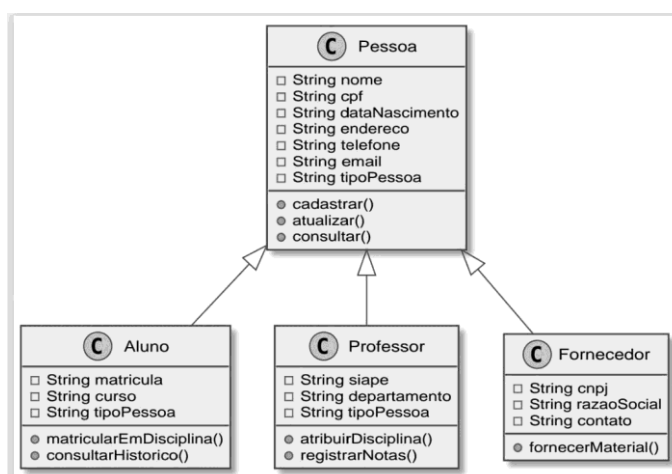 C Pessoa
String nome
String cpf
String dataNascimento
String endereco
String telefone
String email
String tipoPessoa
cadastrar()
atualizar()
consultar()
C Aluno
String matricula
String curso
String tipoPessoa
matricularEmDisciplina()
consultarHistorico()
C Professor
String siape
String departamento
String tipoPessoa
atribuirDisciplina()
registrarNotas()
C Fornecedor
String cnpj
String razaoSocial
String contato
fornecerMaterial()